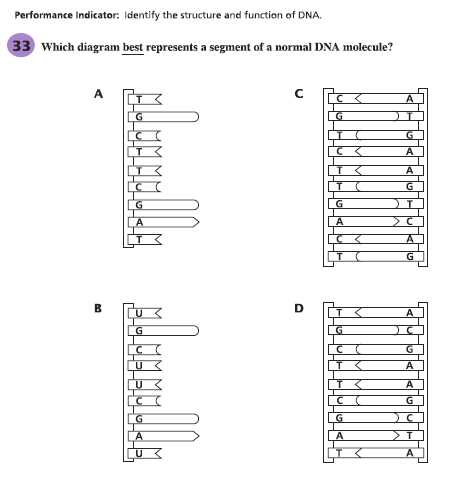 Performance Indicator: Identify the structure and function of DNA.
33 Which diagram best represents a segment of a normal DNA molecule?
A
T
G
C
T
T
C
G
A
T
C
C A
G T
T G
C A
T A
T G
G T
A C
C A
T G
B
U
G
C
U
U
C
G
A
U
D
T A
G C
C G
T A
T A
C G
G C
A T
T A